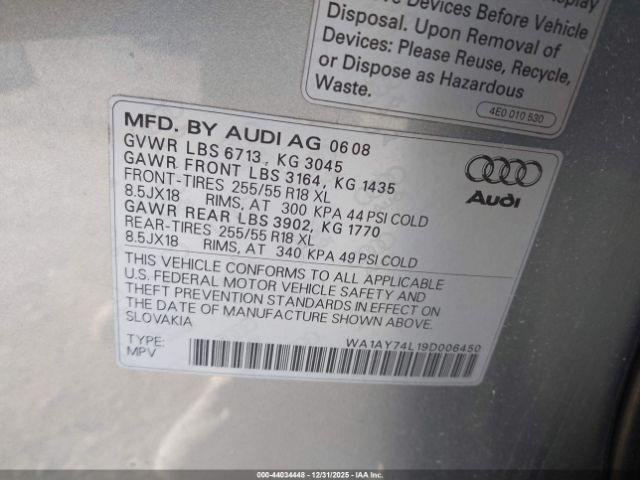 Display
Devices Before Vehicle
Disposal. Upon Removal of
Devices: Please Reuse, Recycle,
or Dispose as Hazardous
Waste.
4E0 010 530
MFD. BY AUDI AG 06 08
GVWR LBS 6713, KG 3045
GAWR FRONT LBS 3164, KG 1435
FRONT-TIRES 255/55 R18 XL
8.5JX18 RIMS, AT 300 KPA 44 PSI COLD
GAWR REAR LBS 3902, KG 1770
REAR-TIRES 255/55 R18 XL
8.5JX18 RIMS, AT 340 KPA 49 PSI COLD
Audi
THIS VEHICLE CONFORMS TO ALL APPLICABLE
U.S. FEDERAL MOTOR VEHICLE SAFETY AND
THEFT PREVENTION STANDARDS IN EFFECT ON
THE DATE OF MANUFACTURE SHOWN ABOVE.
SLOVAKIA
TYPE:
MPV
WA1AY74L19D006450
000-44034448 - 12/31/2025 - IAA Inc.